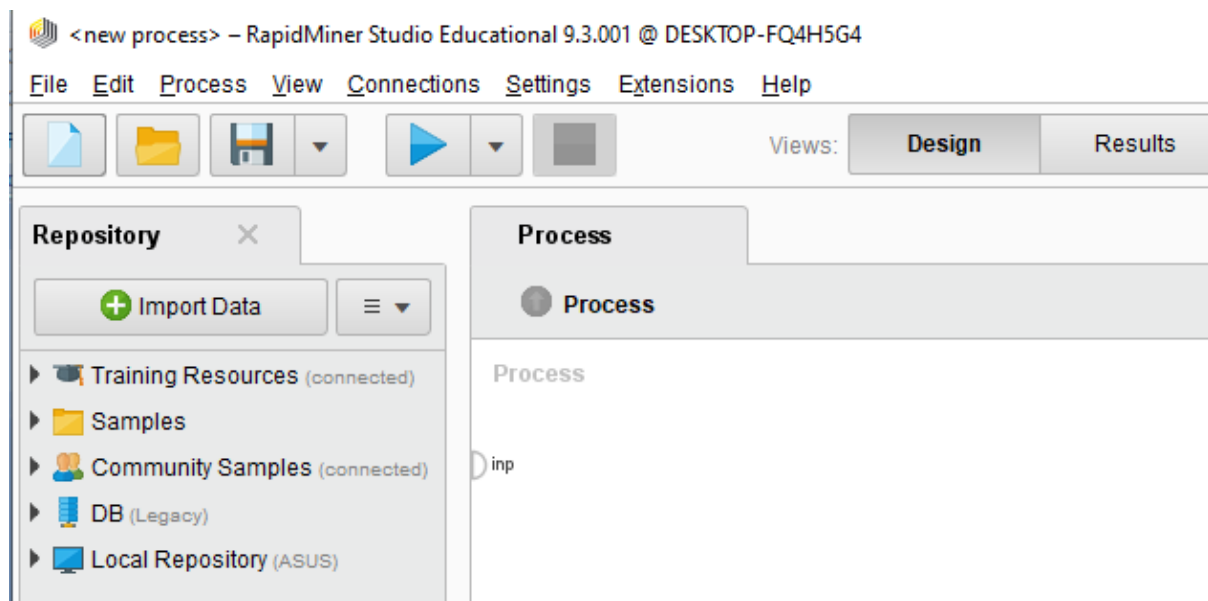 <new process> – RapidMiner Studio Educational 9.3.001 @ DESKTOP-FQ4H5G4
File Edit Process View Connections Settings Extensions Help
Views: Design Results
Repository
Process
Import Data
Process
Training Resources (connected)
Process
Samples
Community Samples (connected)
inp
DB (Legacy)
Local Repository (ASUS)